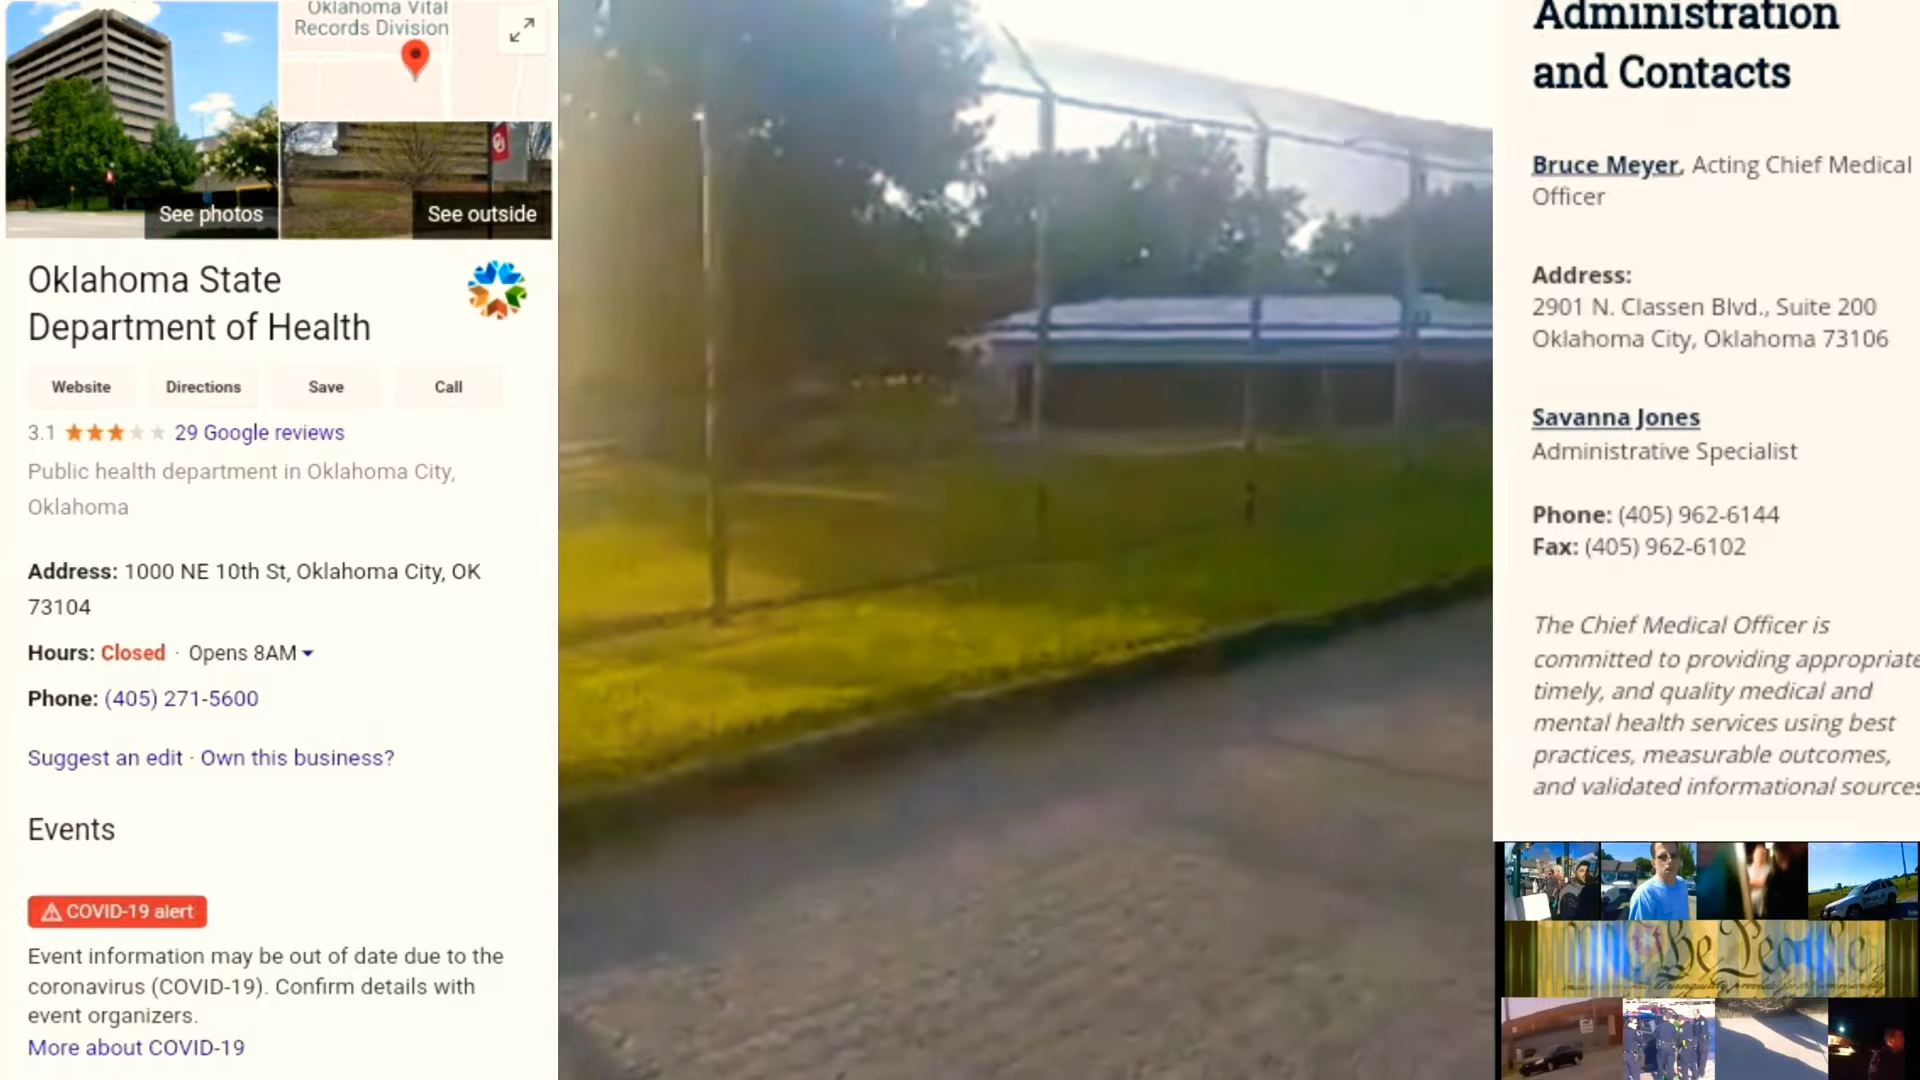 Oklahoma Vital
Records Division
See photos
See outside
Oklahoma State
Department of Health
Website
Directions
Save
Call
3.1
29 Google reviews
Public health department in Oklahoma City,
Oklahoma
Address: 1000 NE 10th St, Oklahoma City, OK
73104
Hours: Closed · Opens 8AM
Phone: (405) 271-5600
Suggest an edit · Own this business?
Events
COVID-19 alert
Event information may be out of date due to the
coronavirus (COVID-19). Confirm details with
event organizers.
More about COVID-19
Administration
and Contacts
Bruce Meyer, Acting Chief Medical
Officer
Address:
2901 N. Classen Blvd., Suite 200
Oklahoma City, Oklahoma 73106
Savanna Jones
Administrative Specialist
Phone: (405) 962-6144
Fax: (405) 962-6102
The Chief Medical Officer is
committed to providing appropriate
timely, and quality medical and
mental health services using best
practices, measurable outcomes,
and validated informational sources
the People